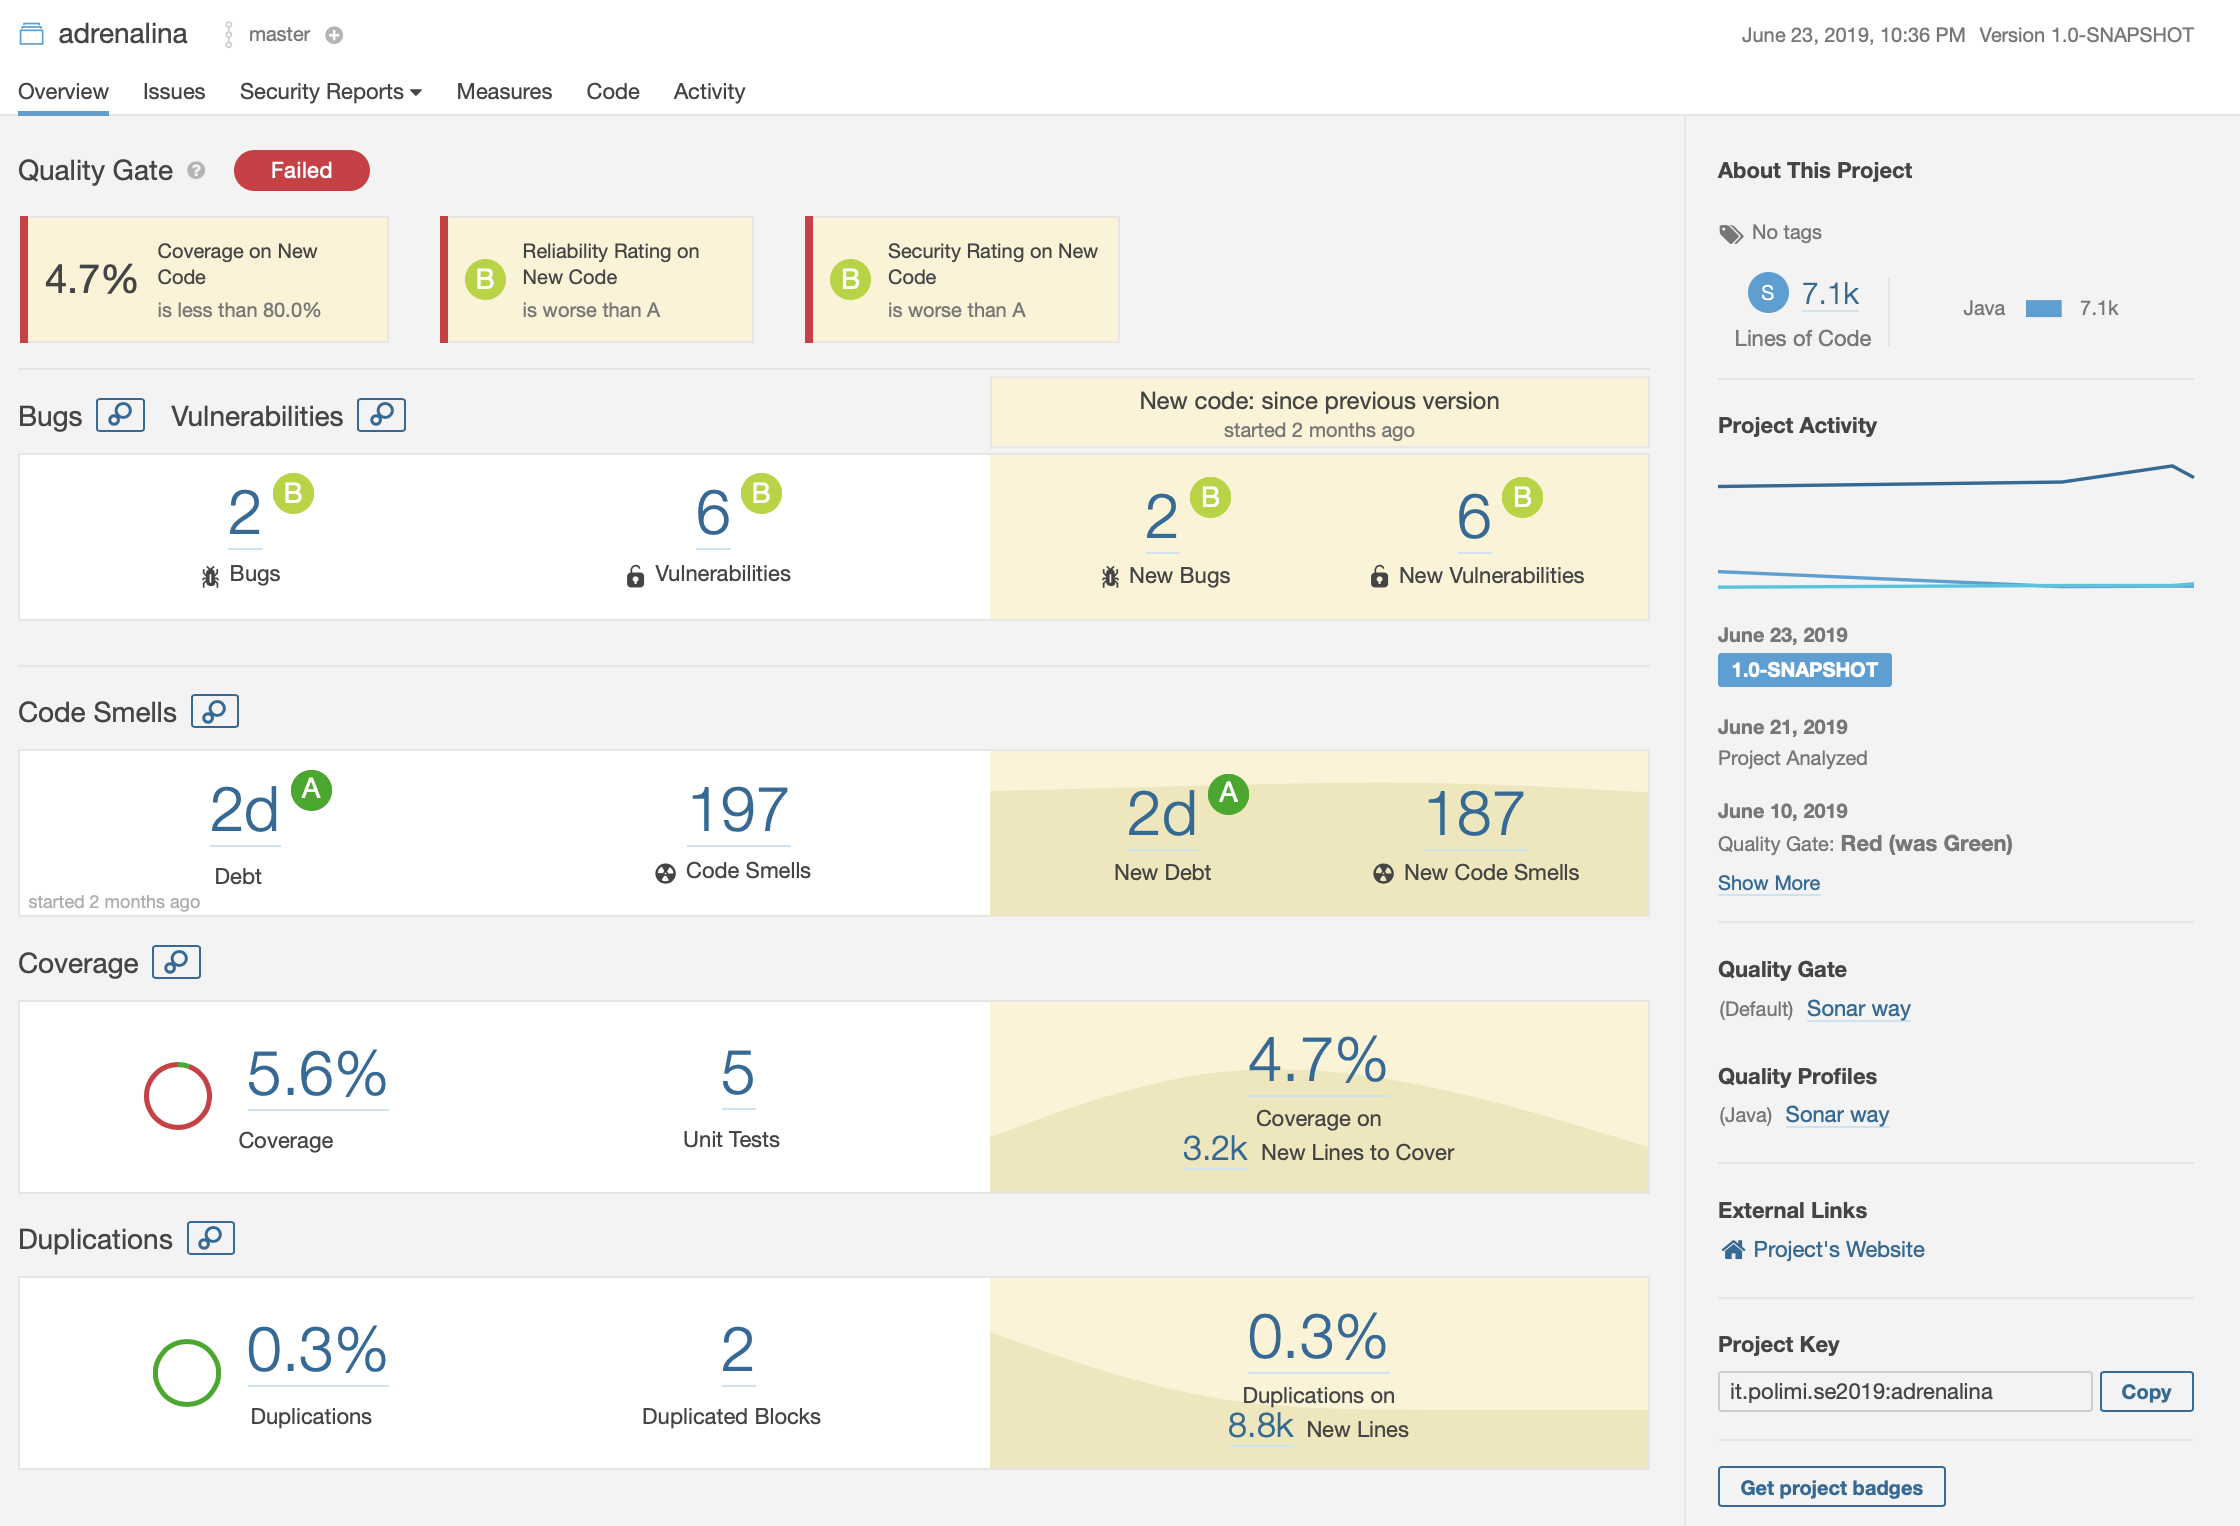 adrenalina master
June 23, 2019, 10:36 PM Version 1.0-SNAPSHOT
Overview Issues Security Reports Measures Code Activity
Quality Gate ? Failed
4.7%
Coverage on New
Code
is less than 80.0%
B
Reliability Rating on
New Code
is worse than A
B
Security Rating on New
Code
is worse than A
Bugs Vulnerabilities
New code: since previous version
started 2 months ago
2 B
Bugs
6 B
Vulnerabilities
2 B
New Bugs
6 B
New Vulnerabilities
Code Smells
2d A
Debt
started 2 months ago
197
Code Smells
2d A
New Debt
187
New Code Smells
Coverage
5.6%
Coverage
5
Unit Tests
4.7%
Coverage on
3.2k New Lines to Cover
Duplications
0.3%
Duplications
2
Duplicated Blocks
0.3%
Duplications on
8.8k New Lines
About This Project
No tags
S 7.1k
Lines of Code
Java 7.1k
Project Activity
June 23, 2019
1.0-SNAPSHOT
June 21, 2019
Project Analyzed
June 10, 2019
Quality Gate: Red (was Green)
Show More
Quality Gate
(Default) Sonar way
Quality Profiles
(Java) Sonar way
External Links
Project's Website
Project Key
it.polimi.se2019:adrenalina Copy
Get project badges